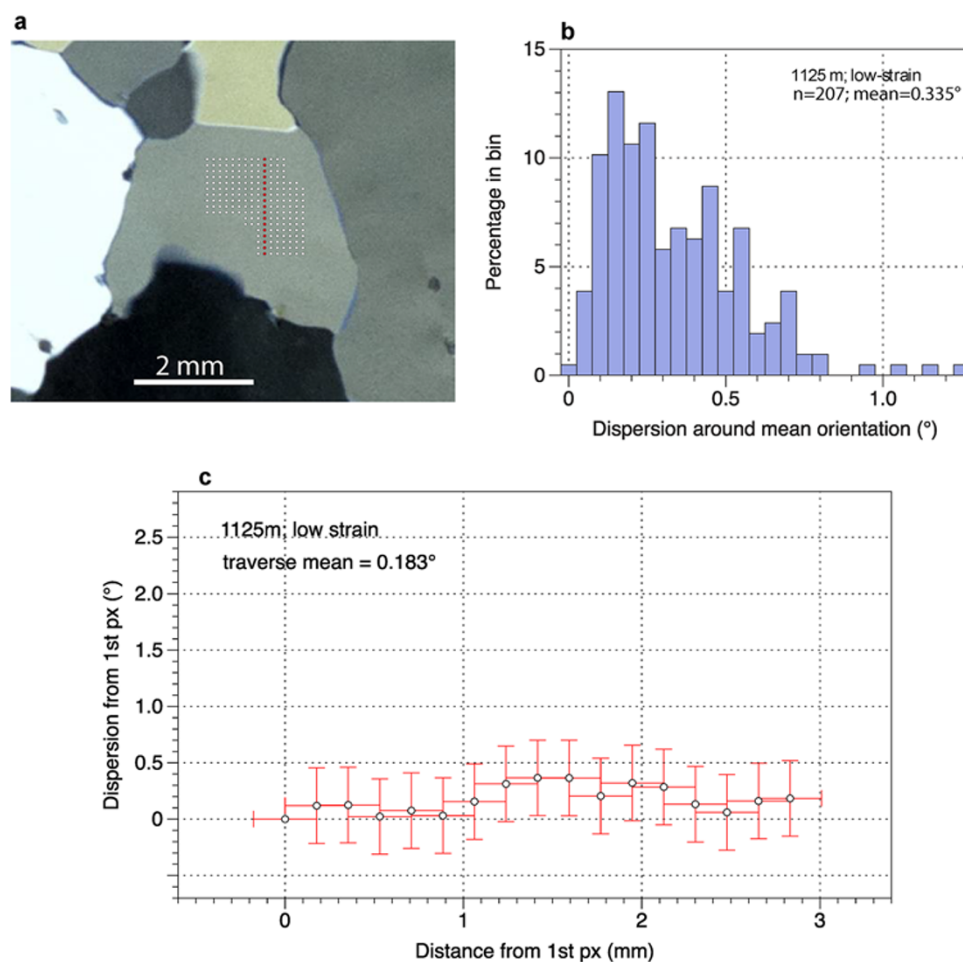 a
2 mm
b
15
10
5
0
Percentage in bin
1125 m; low-strain
n=207; mean=0.335°
0
0.5
1.0
Dispersion around mean orientation (°)
c
1125m; low strain
traverse mean = 0.183°
2.5
2.0
1.5
1.0
0.5
0
Dispersion from 1st px (°)
0
1
2
3
Distance from 1st px (mm)